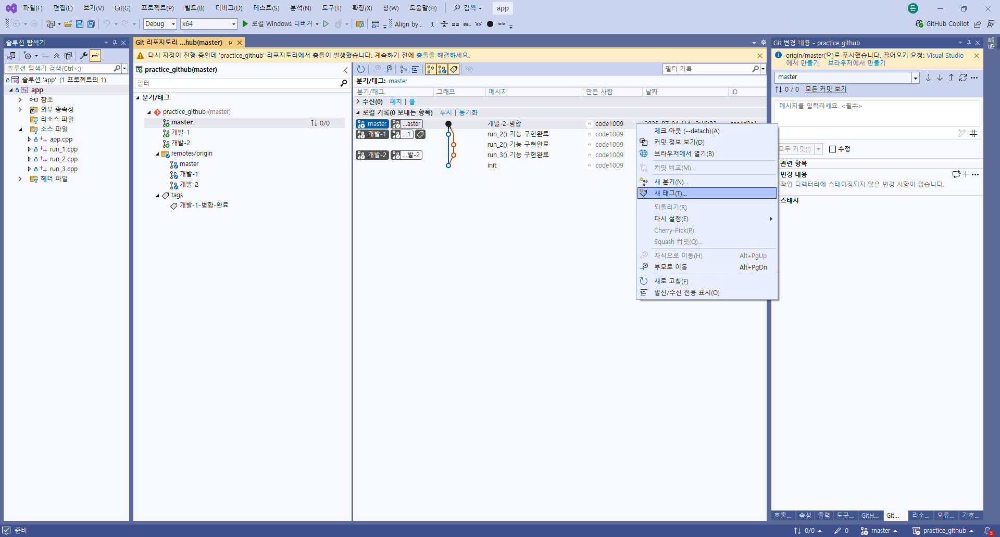 파일(F) 편집(E) 보기(V) Git(G) 프로젝트(P) 빌드(B) 디버그(D) 테스트(S) 분석(N) 도구(T) 확장(X) 창(W) 도움말(H) 검색 app
Debug x64 로컬 Windows 디버거 Align by... GitHub Copilot
솔루션 탐색기
솔루션 탐색기 검색(Ctrl+;)
솔루션 'app' (1 프로젝트의 1)
app
참조
외부 종속성
리소스 파일
소스 파일
app.cpp
run_1.cpp
run_2.cpp
run_3.cpp
헤더 파일
Git 리포지토리 ...hub(master)
다시 지정이 진행 중인데 'practice_github' 리포지토리에서 충돌이 발생했습니다. 계속하기 전에 충돌을 해결하세요.
practice_github(master)
필터
분기/태그
practice_github (master)
master 0/0
개발-1
개발-2
remotes/origin
master
개발-1
개발-2
tags
개발-1-병합-완료
필터 기록
분기/태그: master
분기/태그 그래프 메시지 만든 사람 날짜 ID
수신(0) 페치 | 풀
로컬 기록(0 보내는 항목) 푸시 | 동기화
master ...aster 개발-2-병합 code1009
개발-1 ...1 run_2() 기능 구현완료 code1009
run_2() 기능 구현완료 code1009
개발-2 ...발-2 run_3() 기능 구현완료 code1009
init code1009
체크 아웃 (--detach)(A)
커밋 정보 보기(D)
브라우저에서 열기(B)
커밋 비교(M)...
새 분기(N)...
새 태그(T)...
되돌리기(R)
다시 설정(E)
Cherry-Pick(P)
Squash 커밋(Q)...
자식으로 이동(H) Alt+PgUp
부모로 이동 Alt+PgDn
새로 고침(F)
발신/수신 전용 표시(O)
Git 변경 내용 - practice_github
origin/master(으)로 푸시했습니다. 끌어오기 요청: Visual Studio
에서 만들기 브라우저에서 만들기
master
0 / 0 모든 커밋 보기
메시지를 입력하세요. <필수>
모두 커밋(I) 수정
관련 항목
변경 내용
작업 디렉터리에 스테이징되지 않은 변경 사항이 없습니다.
스태시
호출... 속성 출력 도구... GitH... Git... 리소... 오류... 기호...
준비 0/0 0 master practice_github 3